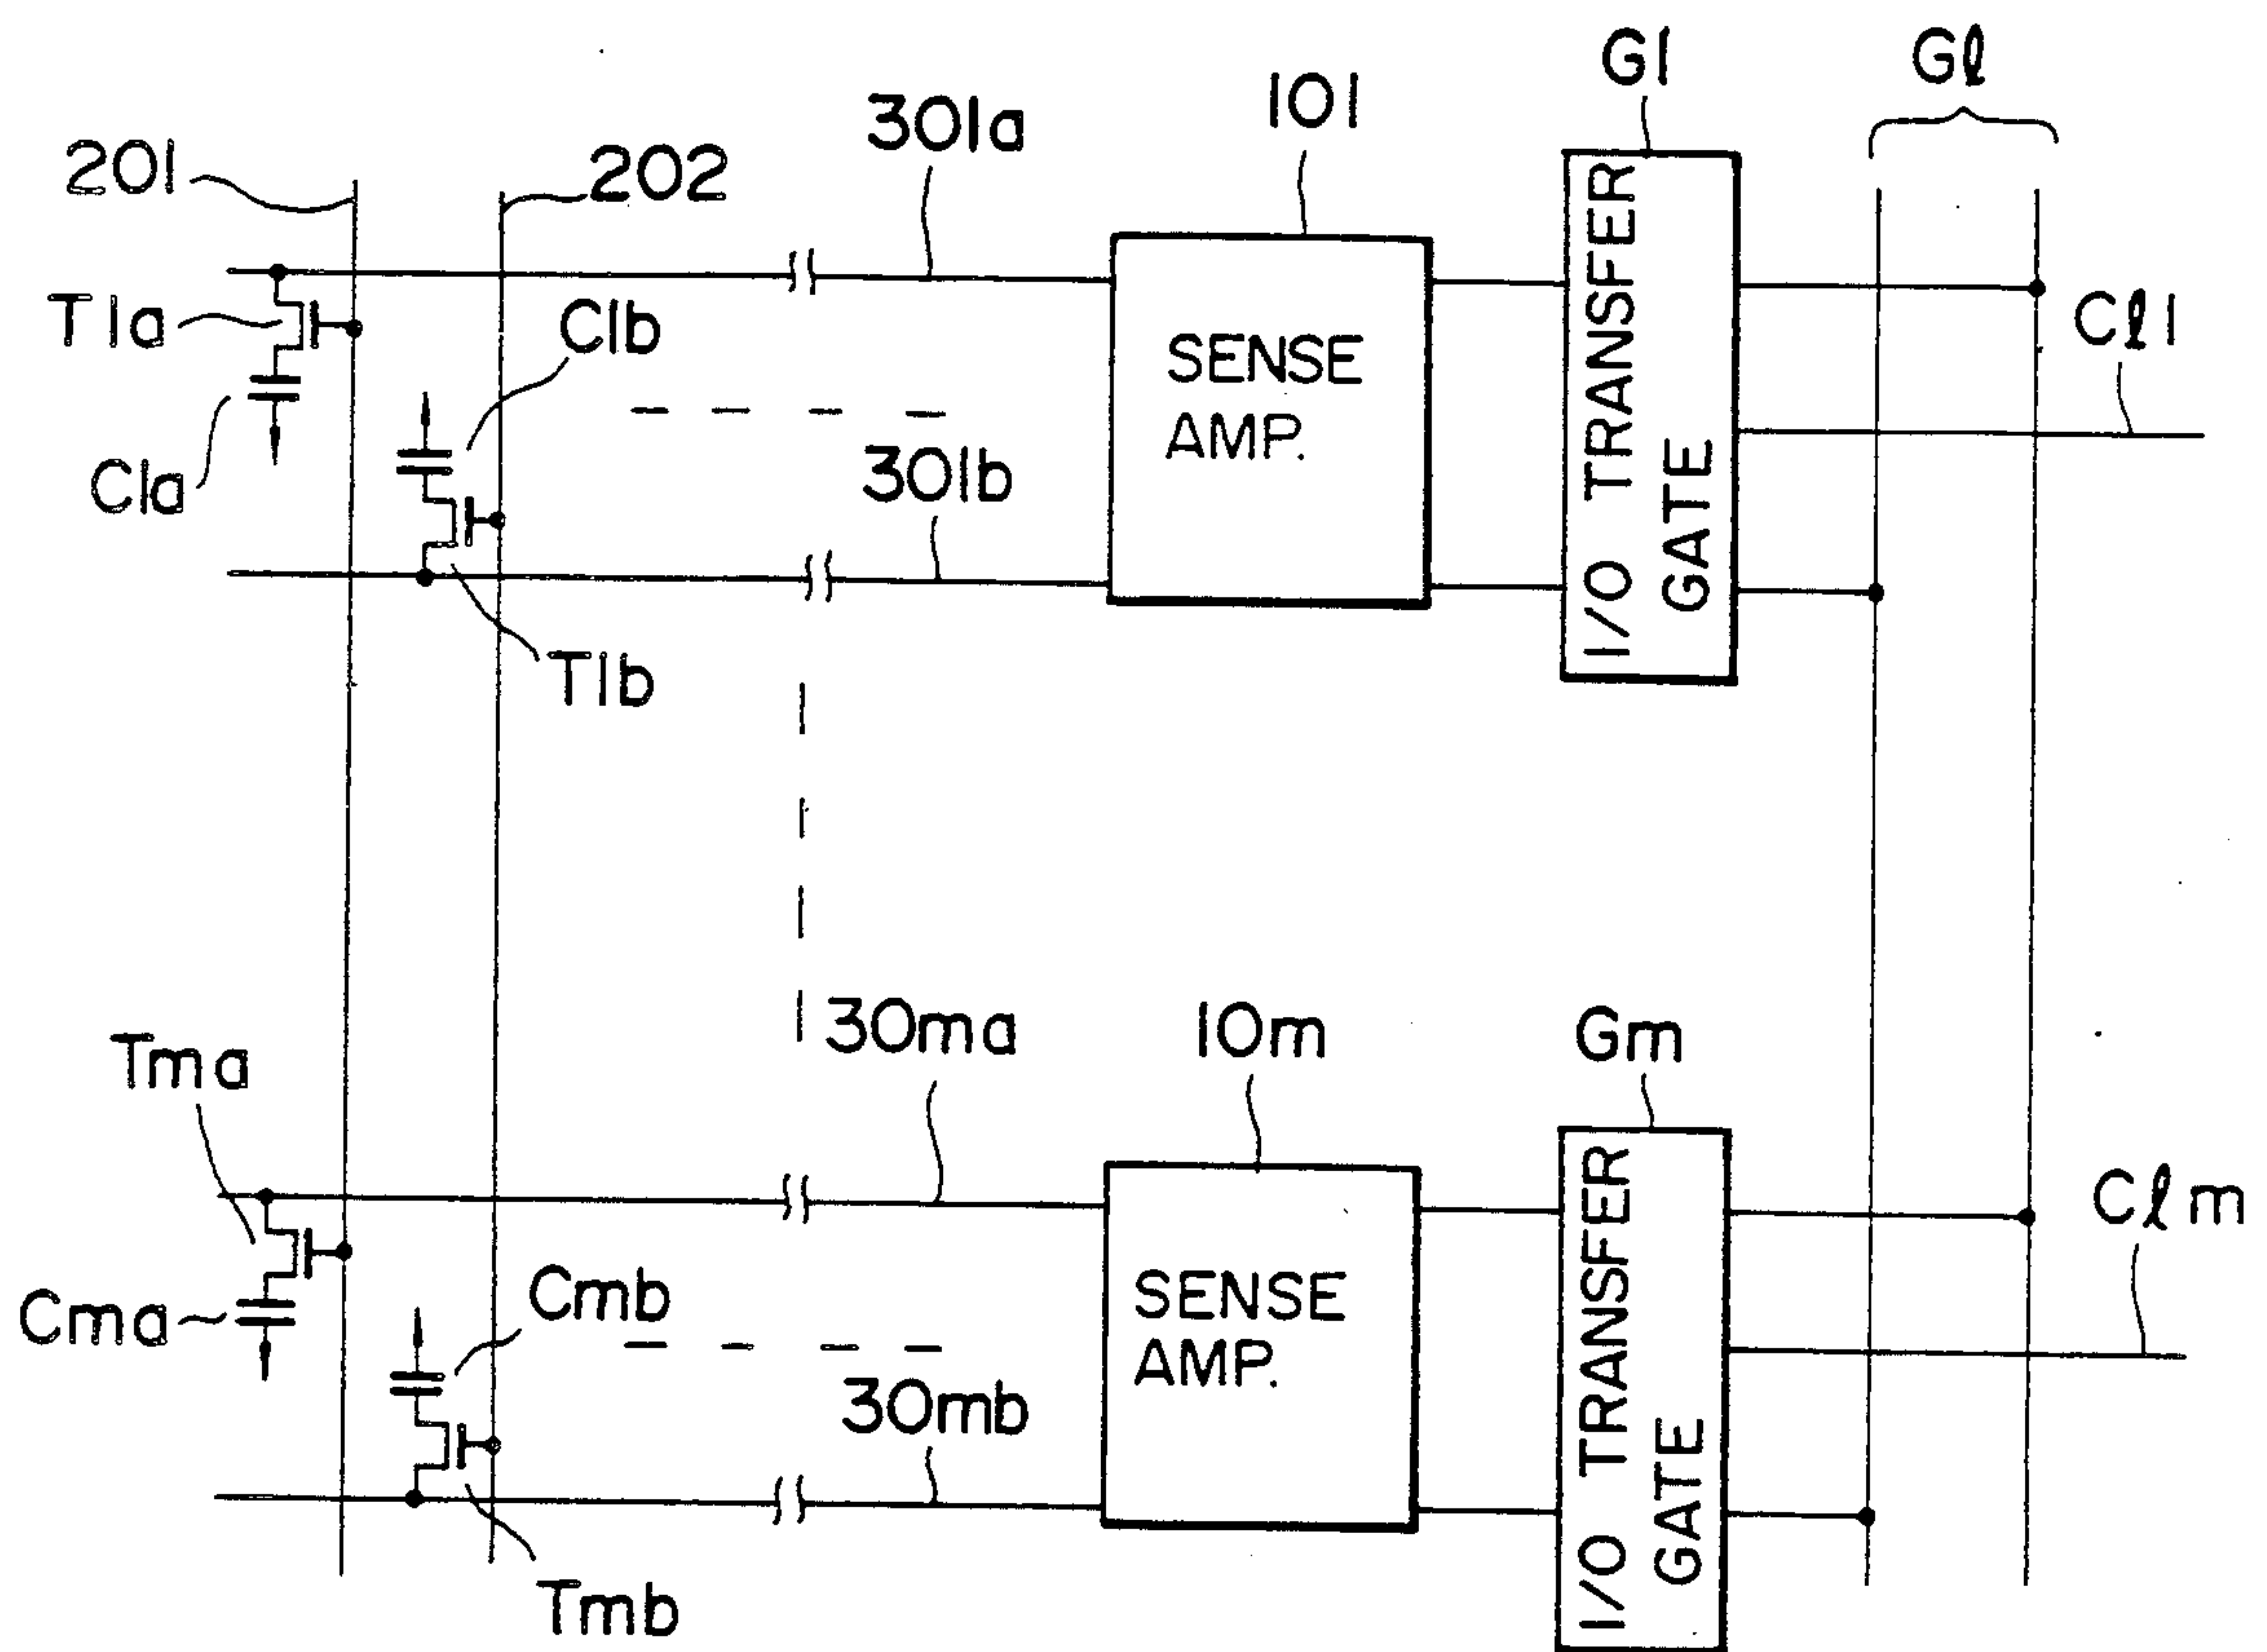 G1
Gℓ
101
301a
201
202
T1a
C1b
Cℓ1
SENSE
AMP.
I/O TRANSFER
GATE
C1a
301b
T1b
30ma
10m
Gm
Tma
Cℓm
Cma
Cmb
SENSE
AMP.
I/O TRANSFER
GATE
30mb
Tmb